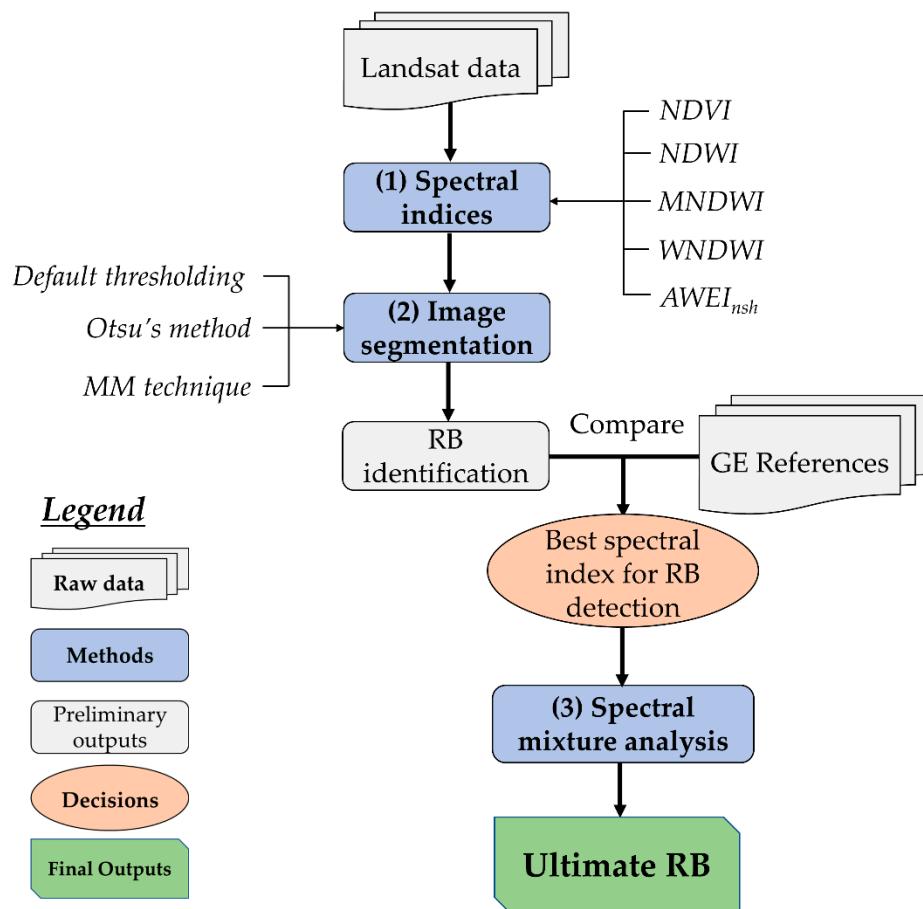 Landsat data
NDVI
NDWI
MNDWI
WNDWI
AWEInsh
(1) Spectral
indices
Default thresholding
Otsu's method
MM technique
(2) Image
segmentation
RB
identification
Compare
GE References
Best spectral
index for RB
detection
(3) Spectral
mixture analysis
Ultimate RB
Legend
Raw data
Methods
Preliminary
outputs
Decisions
Final Outputs